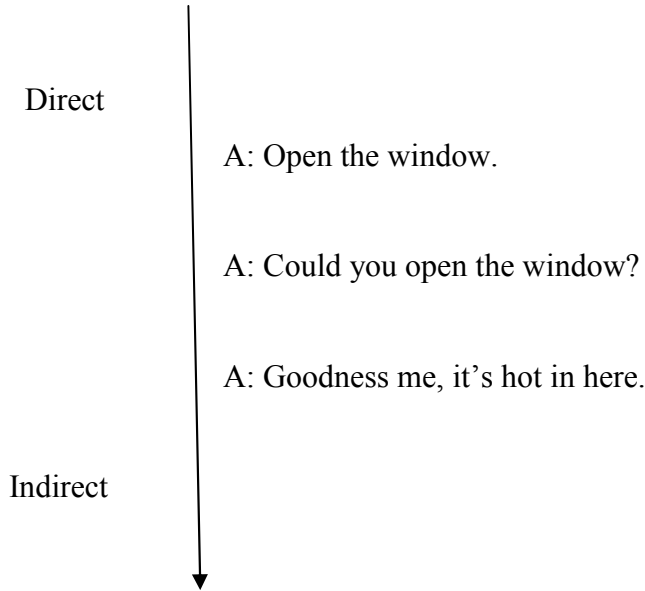 Direct
A: Open the window.
A: Could you open the window?
A: Goodness me, it’s hot in here.
Indirect